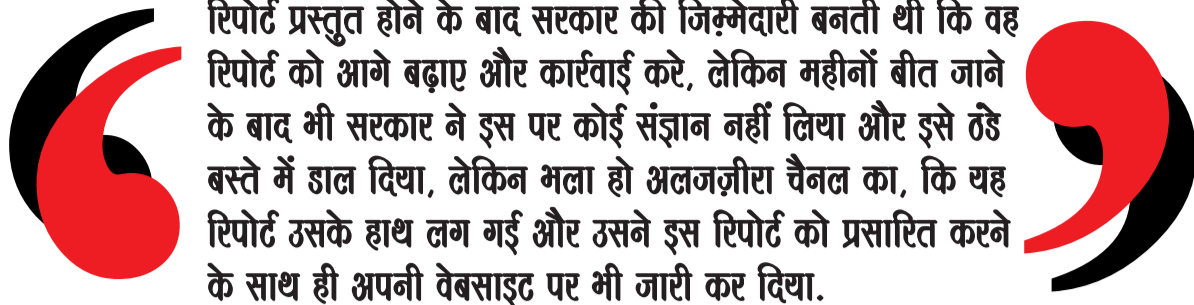 रिपोर्ट प्रस्तुत होने के बाद सरकार की जिम्मेदारी बनती थी कि वह
रिपोर्ट को आगे बढ़ाए और कार्रवाई करे, लेकिन महीनों बीत जाने
के बाद भी सरकार ने इस पर कोई संज्ञान नहीं लिया और इसे ठंडे
बस्ते में डाल दिया, लेकिन भला हो अलजज़ीरा चैनल का, कि यह
रिपोर्ट उसके हाथ लग गई और उसने इस रिपोर्ट को प्रसारित करने
के साथ ही अपनी वेबसाइट पर भी जारी कर दिया.